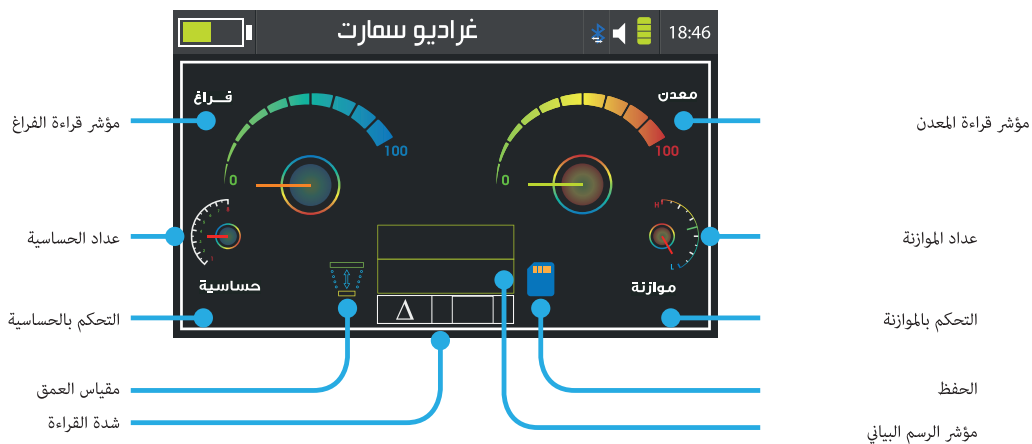 غراديو سمارت
18:46
فـــراغ
معدن
مؤشر قراءة الفراغ
مؤشر قراءة المعدن
100
100
0
0
H
L
عداد الحساسية
عداد الموازنة
حساسية
موازنة
Δ
التحكم بالحساسية
التحكم بالموازنة
مقياس العمق
الحفظ
شدة القراءة
مؤشر الرسم البياني